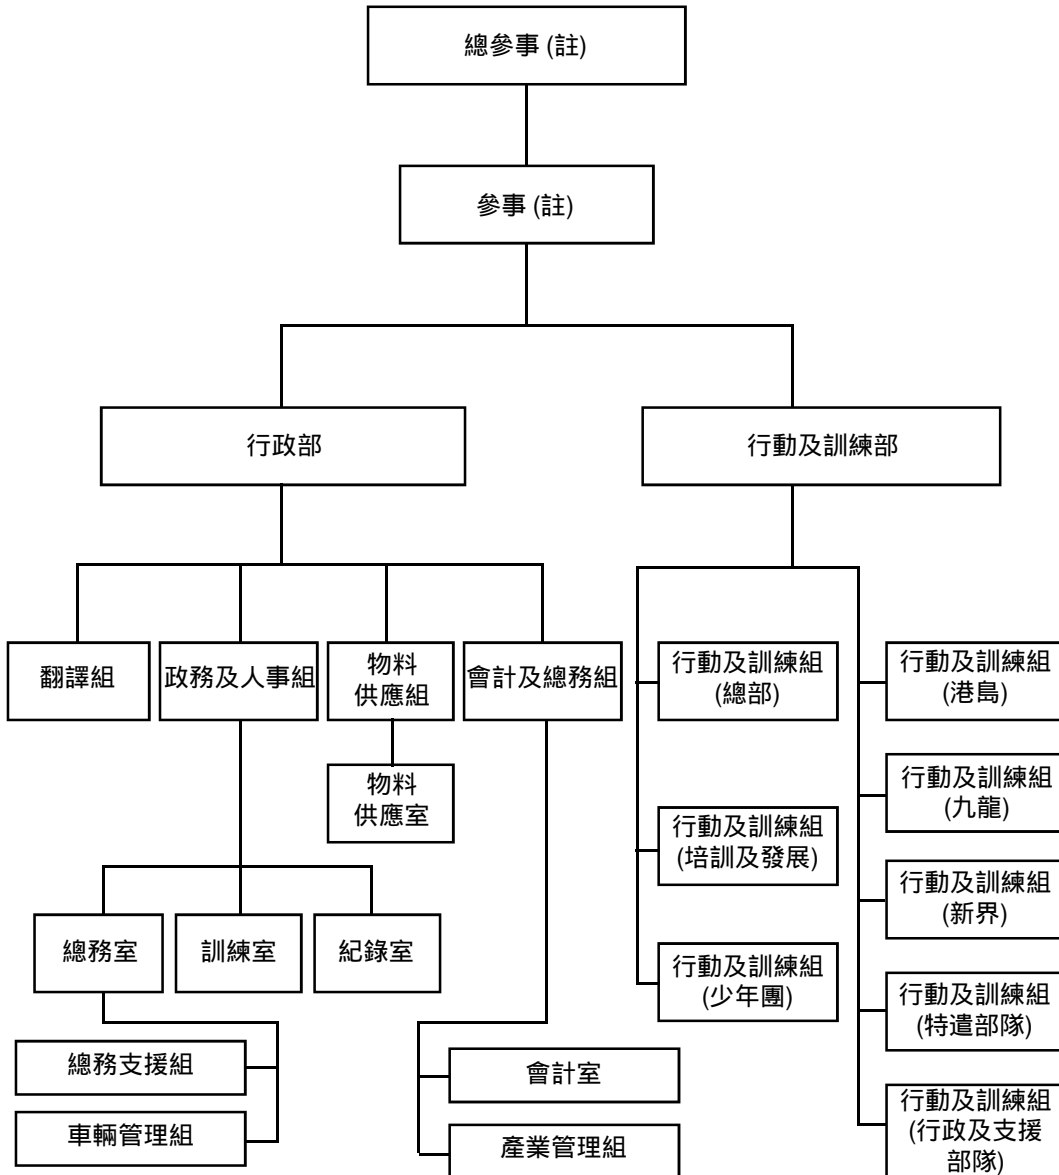 總參事 (註)
參事 (註)
行政部
行動及訓練部
翻譯組
政務及人事組
物料
供應組
會計及總務組
物料
供應室
總務室
訓練室
紀錄室
總務支援組
車輛管理組
會計室
產業管理組
行動及訓練組
(總部)
行動及訓練組
(培訓及發展)
行動及訓練組
(少年團)
行動及訓練組
(港島)
行動及訓練組
(九龍)
行動及訓練組
(新界)
行動及訓練組
(特遣部隊)
行動及訓練組
(行政及支援
部隊)